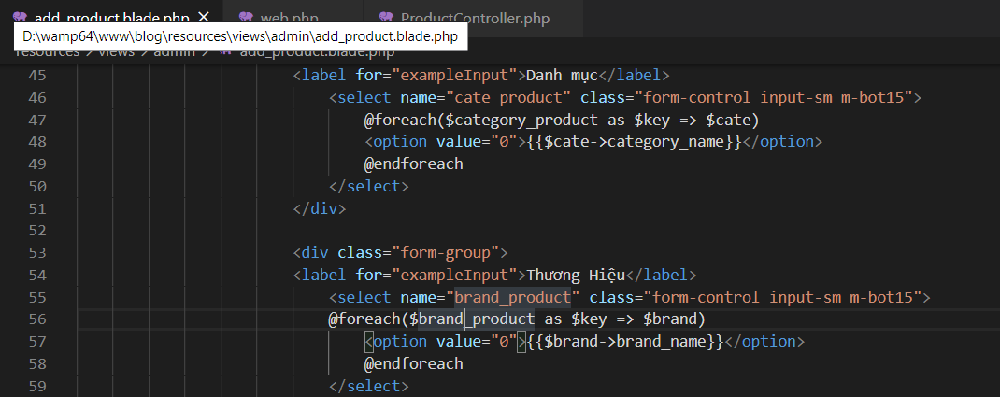 add_product.blade.php web.php ProductController.php
D:\wamp64\www\blog\resources\views\admin\add_product.blade.php
resources views admin add_product.blade.php
45 <label for="exampleInput">Danh mục</label>
46 <select name="cate_product" class="form-control input-sm m-bot15">
47 @foreach($category_product as $key => $cate)
48 <option value="0">{{$cate->category_name}}</option>
49 @endforeach
50 </select>
51 </div>
52
53 <div class="form-group">
54 <label for="exampleInput">Thương Hiệu</label>
55 <select name="brand_product" class="form-control input-sm m-bot15">
56 @foreach($brand_product as $key => $brand)
57 <option value="0">{{$brand->brand_name}}</option>
58 @endforeach
59 </select>